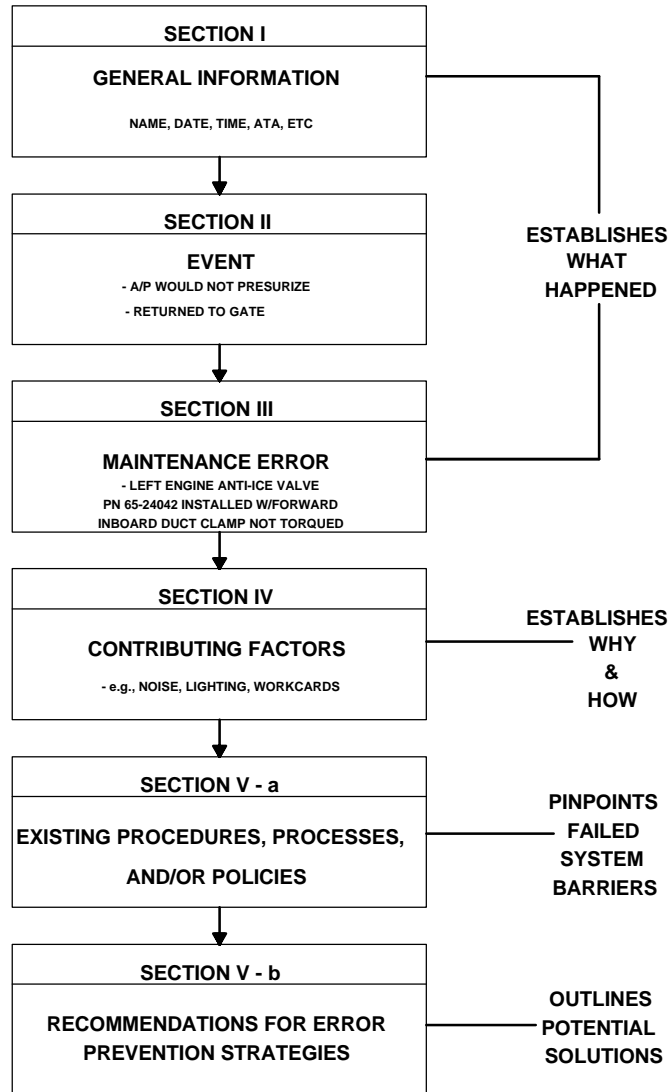 SECTION I
GENERAL INFORMATION
NAME, DATE, TIME, ATA, ETC
SECTION II
EVENT
- A/P WOULD NOT PRESURIZE
- RETURNED TO GATE
ESTABLISHES
WHAT
HAPPENED
SECTION III
MAINTENANCE ERROR
- LEFT ENGINE ANTI-ICE VALVE
PN 65-24042 INSTALLED W/FORWARD
INBOARD DUCT CLAMP NOT TORQUED
SECTION IV
CONTRIBUTING FACTORS
- e.g., NOISE, LIGHTING, WORKCARDS
ESTABLISHES
WHY
&
HOW
SECTION V - a
EXISTING PROCEDURES, PROCESSES,
AND/OR POLICIES
PINPOINTS
FAILED
SYSTEM
BARRIERS
SECTION V - b
RECOMMENDATIONS FOR ERROR
PREVENTION STRATEGIES
OUTLINES
POTENTIAL
SOLUTIONS